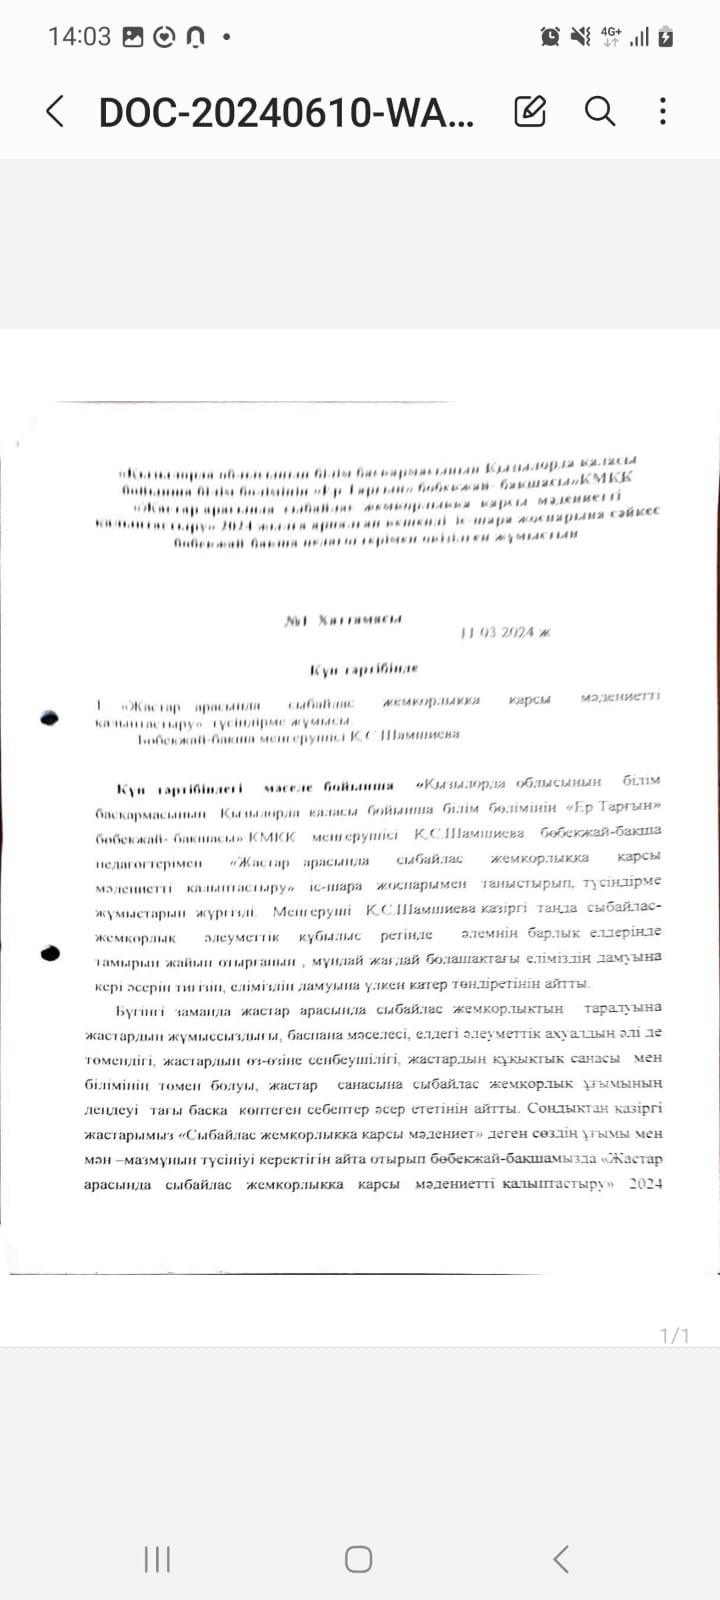 14:03
4G+
DOC-20240610-WA...
«Қызылорда облысының білім басқармасының Қызылорда қаласы
бойынша білім бөлімінің «Ер Тарғын» бөбекжай- бақшасы»КМҚК
«Жастар арасында сыбайлас жемқорлыққа қарсы мәдениетті
қалыптастыру» 2024 жылға арналған кешенді іс-шара жоспарына сәйкес
бөбекжай бақша педагогтерімен өткізілген жұмыстың
№1 Хаттамасы
11.03 2024 ж
Күн тәртібінде
1 «Жастар арасында сыбайлас жемқорлыққа қарсы мәдениетті
қалыптастыру» түсіндірме жұмысы.
Бөбекжай-бақша меңгерушісі Қ.С.Шамшиева
Күн тәртібіндегі мәселе бойынша «Қызылорда облысының білім
басқармасының Қызылорда қаласы бойынша білім бөлімінің «Ер Тарғын»
бөбекжай- бақшасы» КМҚК меңгерушісі Қ.С.Шамшиева бөбекжай-бақша
педагогтерімен «Жастар арасында сыбайлас жемқорлыққа қарсы
мәдениетті қалыптастыру» іс-шара жоспарымен таныстырып, түсіндірме
жұмыстарын жүргізді. Меңгеруші Қ.С.Шамшиева қазіргі таңда сыбайлас-
жемқорлық әлеуметтік құбылыс ретінде әлемнің барлық елдерінде
тамырын жайып отырғанын , мұндай жағдай болашақтағы еліміздің дамуына
кері әсерін тигізіп, еліміздің дамуына үлкен қатер төндіретінін айтты.
Бүгінгі заманда жастар арасында сыбайлас жемқорлықтың таралуына
жастардың жұмыссыздығы, баспана мәселесі, елдегі әлеуметтік ахуалдың әлі де
төмендігі, жастардың өз-өзіне сенбеушілігі, жастардың құқықтық санасы мен
білімінің төмен болуы, жастар санасына сыбайлас жемқорлық ұғымының
дендеуі тағы басқа көптеген себептер әсер ететінін айтты. Сондықтан қазіргі
жастарымыз «Сыбайлас жемқорлыққа қарсы мәдениет» деген сөздің ұғымы мен
мән –мазмұнын түсінуі керектігін айта отырып бөбекжай-бақшамызда «Жастар
арасында сыбайлас жемқорлыққа қарсы мәдениетті қалыптастыру» 2024
1/1